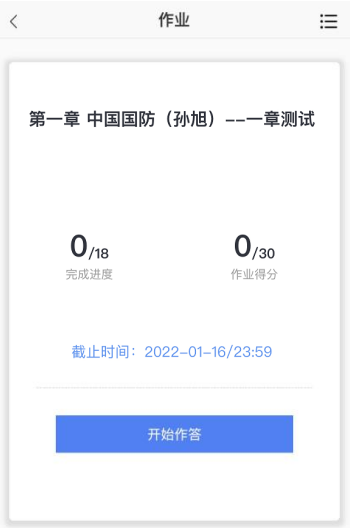 作业
第一章 中国国防（孙旭）--一章测试
0/18
0/30
完成进度
作业得分
截止时间：2022-01-16/23:59
开始作答